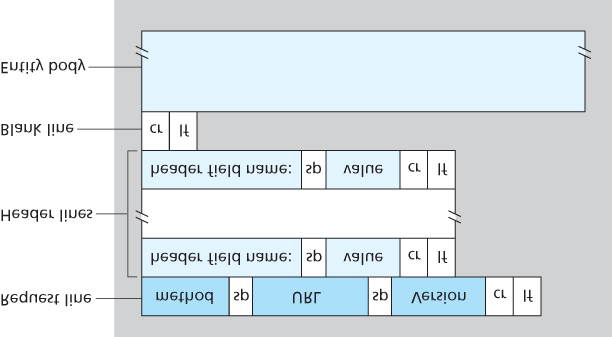 Entity body
Blank line cr lf
header field name: sp value cr lf
Header lines
header field name: sp value cr lf
Request line method sp URL sp Version cr lf